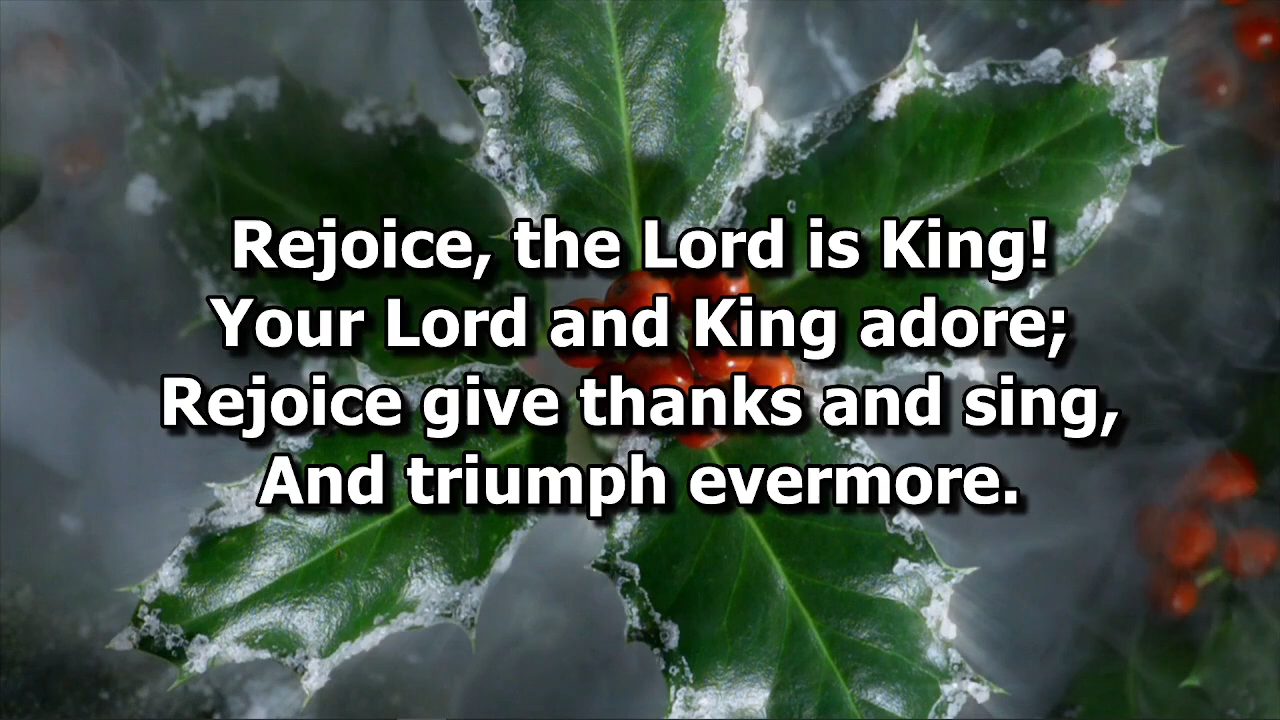 Rejoice, the Lord is King!
Your Lord and King adore;
Rejoice give thanks and sing,
And triumph evermore.